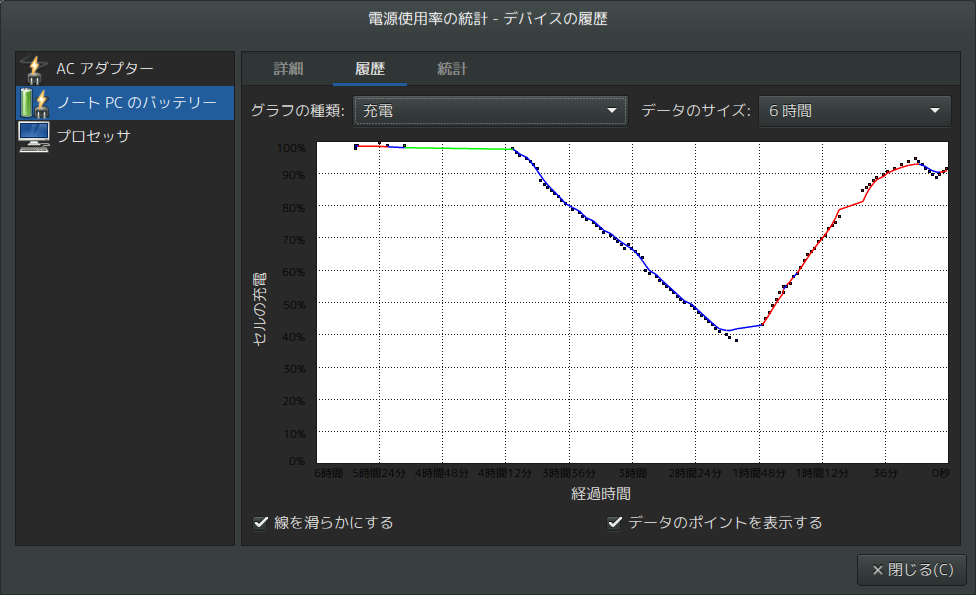 電源使用率の統計 - デバイスの履歴
AC アダプター
ノート PC のバッテリー
プロセッサ
詳細 履歴 統計
グラフの種類: 充電 データのサイズ: 6 時間
100%
90%
80%
70%
60%
50%
40%
30%
20%
10%
0%
セルの充電
6時間 5時間24分 4時間48分 4時間12分 3時間36分 3時間 2時間24分 1時間48分 1時間12分 36分 0秒
経過時間
線を滑らかにする データのポイントを表示する
閉じる(C)